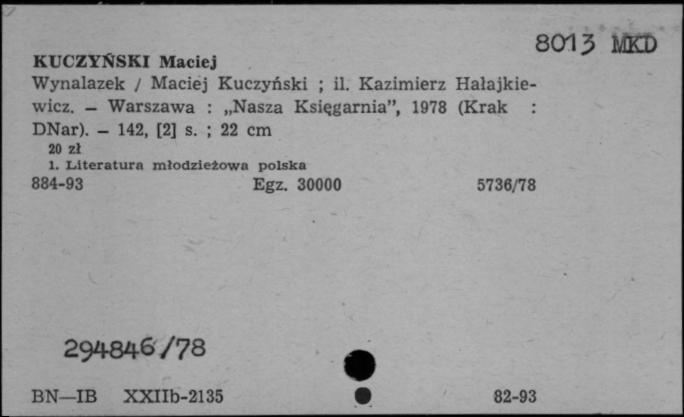 8013 MKD
KUCZYŃSKI Maciej
Wynalazek / Maciej Kuczyński ; il. Kazimierz Hałajkie-
wicz. — Warszawa : „Nasza Księgarnia”, 1978 (Krak :
DNar). — 142, [2] s. ; 22 cm
20 zł
1. Literatura młodzieżowa polska
884-93 Egz. 30000 5736/78
294846/78
BN—IB XXIIb-2135 82-93